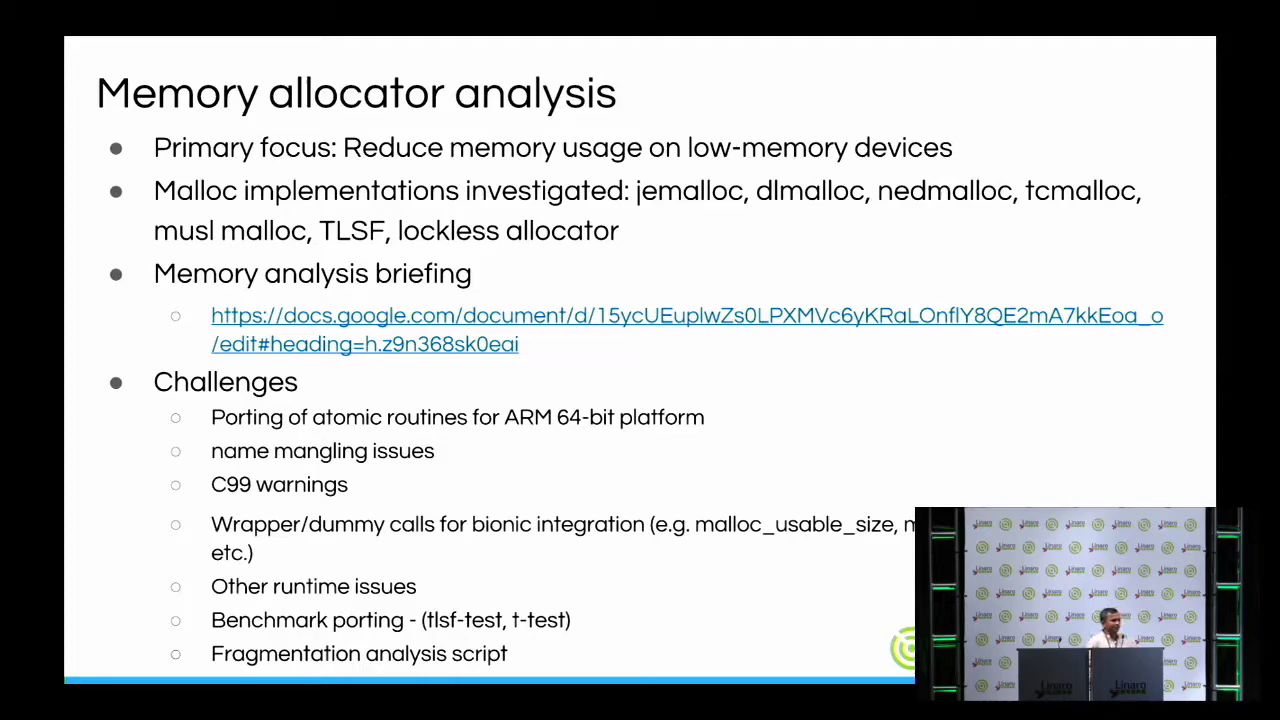 Memory allocator analysis
● Primary focus: Reduce memory usage on low-memory devices
● Malloc implementations investigated: jemalloc, dlmalloc, nedmalloc, tcmalloc,
musl malloc, TLSF, lockless allocator
● Memory analysis briefing
○ https://docs.google.com/document/d/15ycUEuplwZs0LPXMVc6yKRaLOnflY8QE2mA7kkEoa_o
/edit#heading=h.z9n368sk0eai
● Challenges
○ Porting of atomic routines for ARM 64-bit platform
○ name mangling issues
○ C99 warnings
○ Wrapper/dummy calls for bionic integration (e.g. malloc_usable_size,
etc.)
○ Other runtime issues
○ Benchmark porting - (tlsf-test, t-test)
○ Fragmentation analysis script
Linaro
Linaro